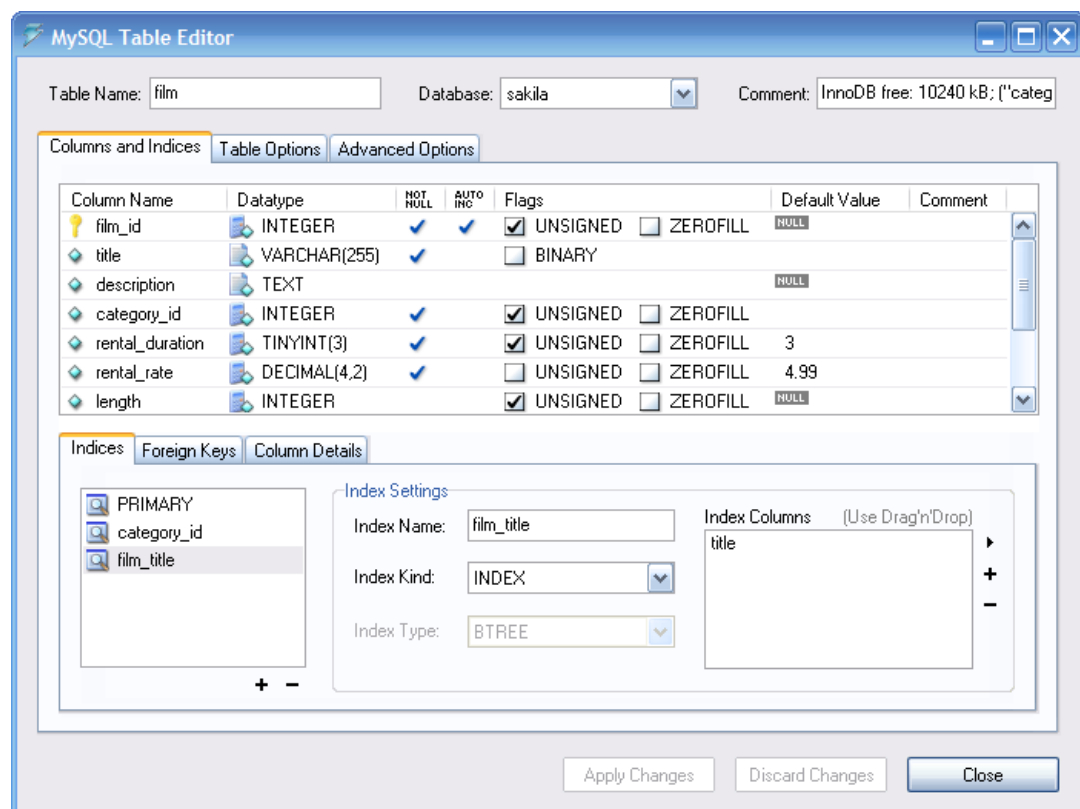 MySQL Table Editor
Table Name: film Database: sakila Comment: InnoDB free: 10240 kB; (''categ
Columns and Indices Table Options Advanced Options
Column Name Datatype NOT NULL AUTO INC Flags Default Value Comment
film_id INTEGER UNSIGNED ZEROFILL NULL
title VARCHAR(255) BINARY
description TEXT NULL
category_id INTEGER UNSIGNED ZEROFILL
rental_duration TINYINT(3) UNSIGNED ZEROFILL 3
rental_rate DECIMAL(4,2) UNSIGNED ZEROFILL 4.99
length INTEGER UNSIGNED ZEROFILL NULL
Indices Foreign Keys Column Details
PRIMARY
category_id
film_title
Index Settings
Index Name: film_title
Index Kind: INDEX
Index Type: BTREE
Index Columns (Use Drag'n'Drop)
title
Apply Changes Discard Changes Close